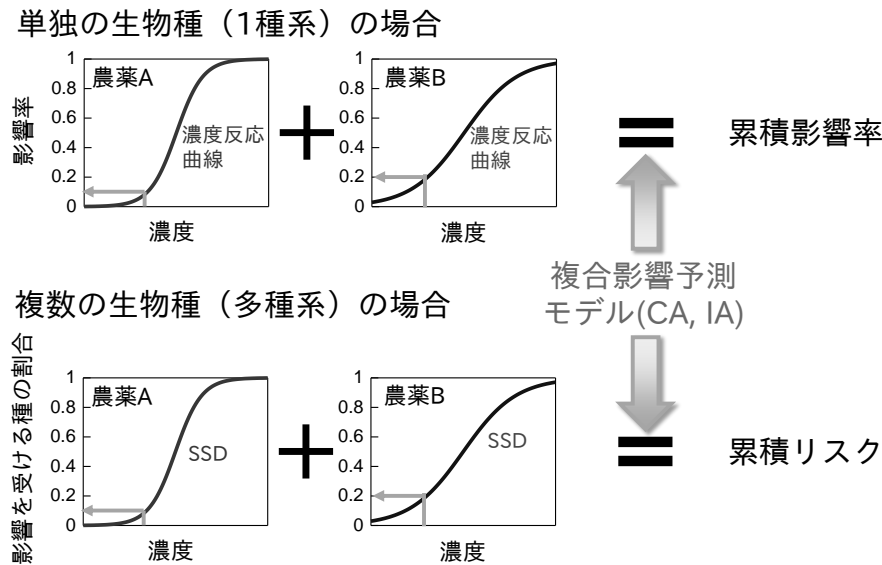 単独の生物種（1種系）の場合
影響率
1
0.8
0.6
0.4
0.2
0
農薬A
濃度反応
曲線
濃度
+
1
0.8
0.6
0.4
0.2
0
農薬B
濃度反応
曲線
濃度
=
累積影響率
複合影響予測
モデル(CA, IA)
複数の生物種（多種系）の場合
影響を受ける種の割合
1
0.8
0.6
0.4
0.2
0
農薬A
SSD
濃度
+
1
0.8
0.6
0.4
0.2
0
農薬B
SSD
濃度
=
累積リスク